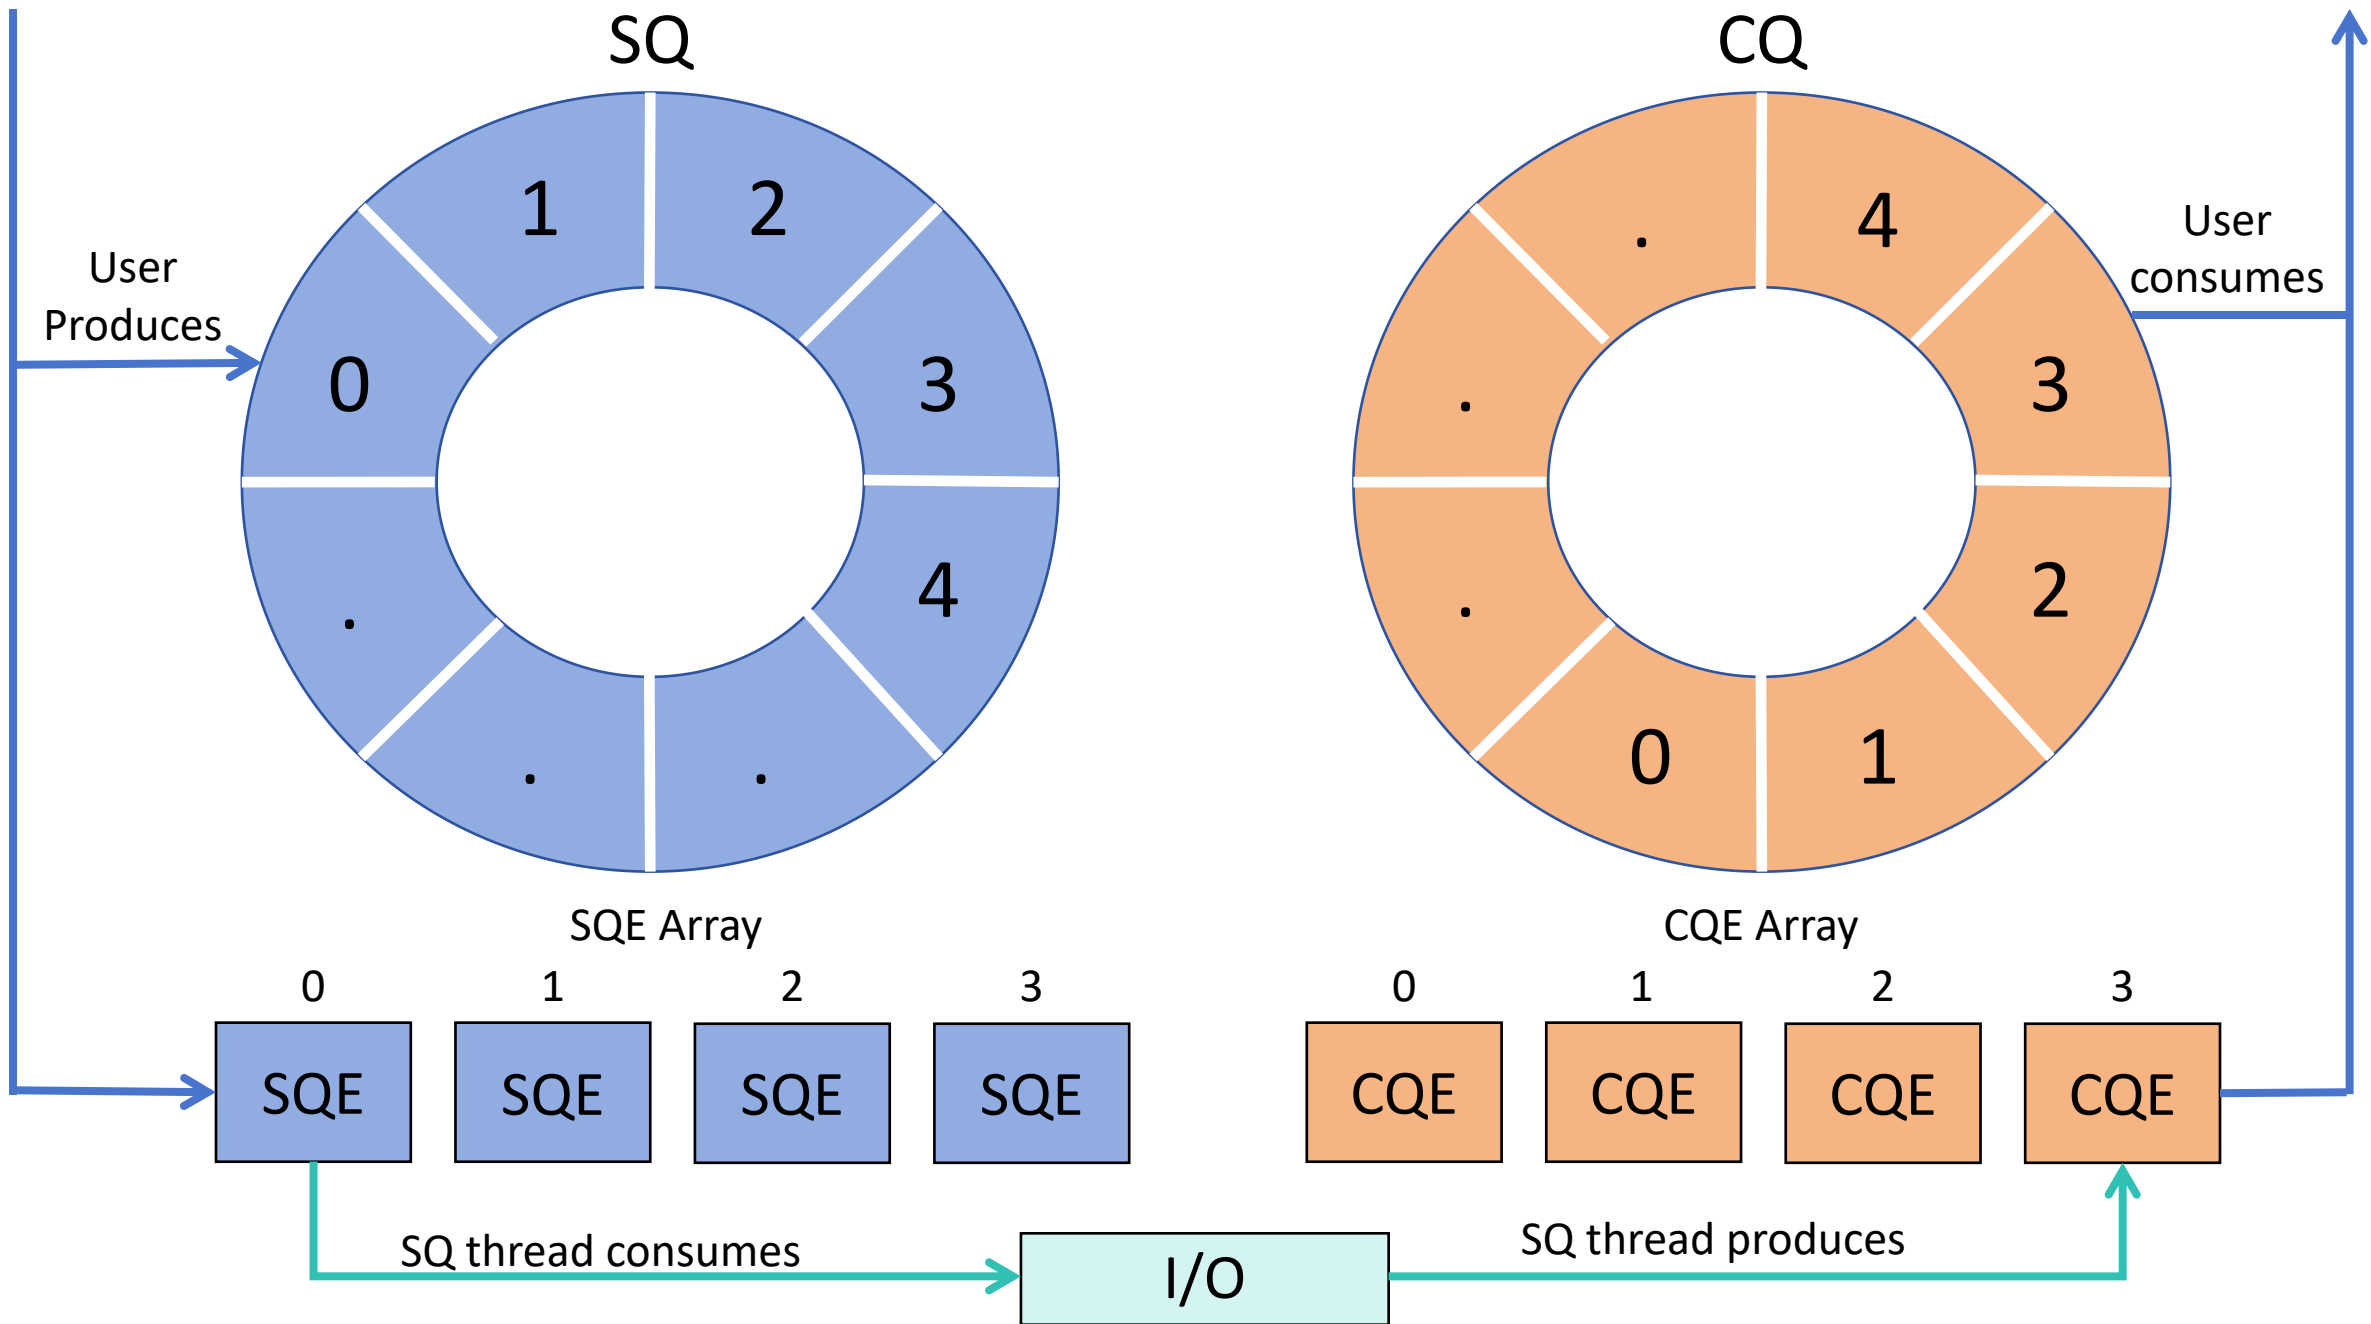 SQ
CQ
1
2
.
4
User
Produces
User
consumes
0
3
.
3
.
4
.
2
.
.
0
1
SQE Array
CQE Array
0
1
2
3
0
1
2
3
SQE
SQE
SQE
SQE
CQE
CQE
CQE
CQE
SQ thread consumes
I/O
SQ thread produces